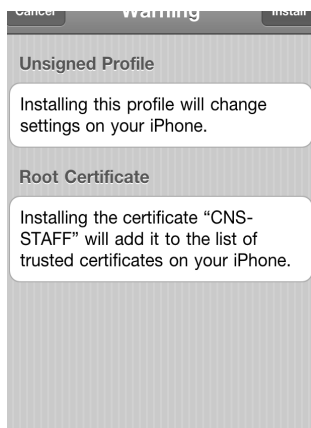 Cancel Warning Install
Unsigned Profile
Installing this profile will change
settings on your iPhone.
Root Certificate
Installing the certificate “CNS-
STAFF” will add it to the list of
trusted certificates on your iPhone.